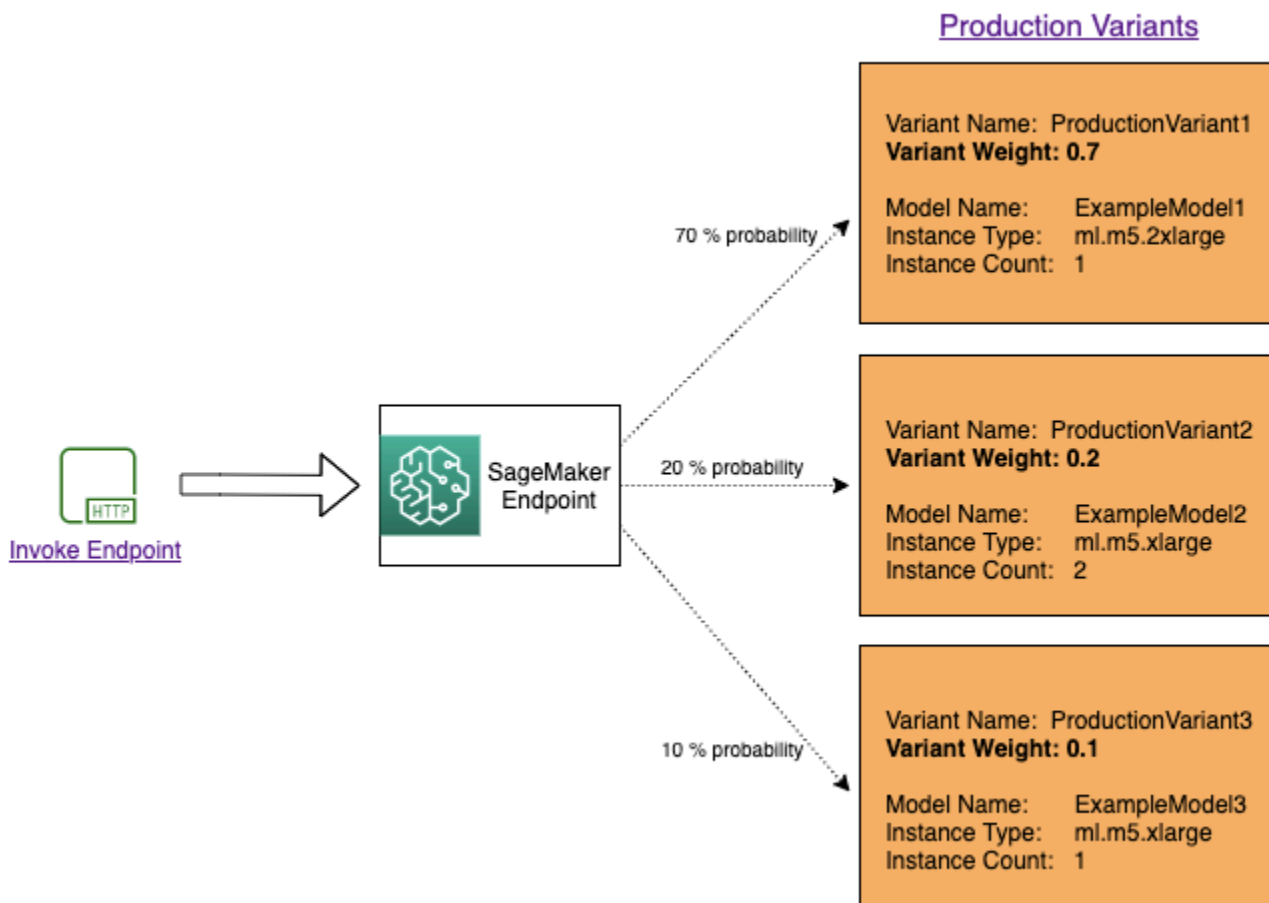 Production Variants
Variant Name: ProductionVariant1
Variant Weight: 0.7
Model Name: ExampleModel1
Instance Type: ml.m5.2xlarge
Instance Count: 1
70 % probability
Variant Name: ProductionVariant2
Variant Weight: 0.2
Model Name: ExampleModel2
Instance Type: ml.m5.xlarge
Instance Count: 2
20 % probability
SageMaker
Endpoint
HTTP
Invoke Endpoint
Variant Name: ProductionVariant3
Variant Weight: 0.1
Model Name: ExampleModel3
Instance Type: ml.m5.xlarge
Instance Count: 1
10 % probability